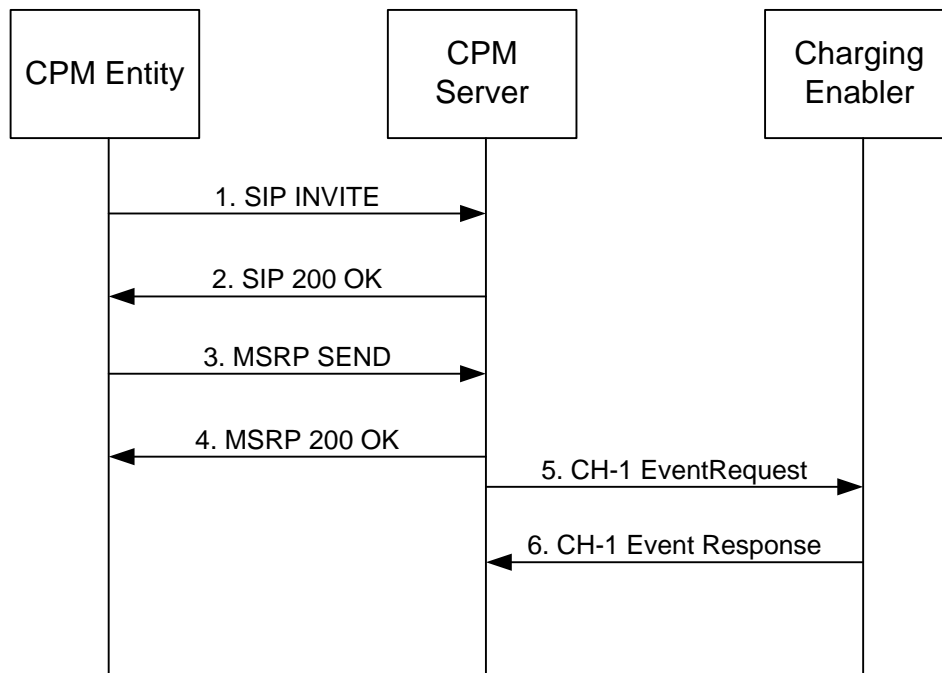 CPM Entity
CPM
Server
Charging
Enabler
1. SIP INVITE
2. SIP 200 OK
3. MSRP SEND
4. MSRP 200 OK
5. CH-1 EventRequest
6. CH-1 Event Response